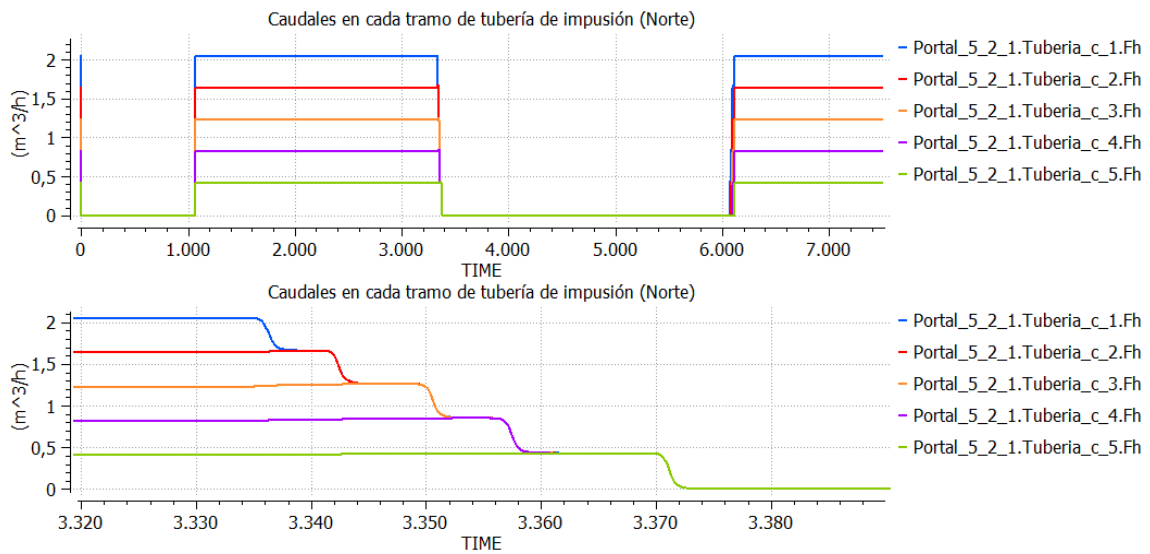 Caudales en cada tramo de tubería de impusión (Norte)
2
1,5
1
0,5
0
(m^3/h)
0 1.000 2.000 3.000 4.000 5.000 6.000 7.000
TIME
Portal_5_2_1.Tuberia_c_1.Fh
Portal_5_2_1.Tuberia_c_2.Fh
Portal_5_2_1.Tuberia_c_3.Fh
Portal_5_2_1.Tuberia_c_4.Fh
Portal_5_2_1.Tuberia_c_5.Fh
Caudales en cada tramo de tubería de impusión (Norte)
2
1,5
1
0,5
0
(m^3/h)
3.320 3.330 3.340 3.350 3.360 3.370 3.380
TIME
Portal_5_2_1.Tuberia_c_1.Fh
Portal_5_2_1.Tuberia_c_2.Fh
Portal_5_2_1.Tuberia_c_3.Fh
Portal_5_2_1.Tuberia_c_4.Fh
Portal_5_2_1.Tuberia_c_5.Fh